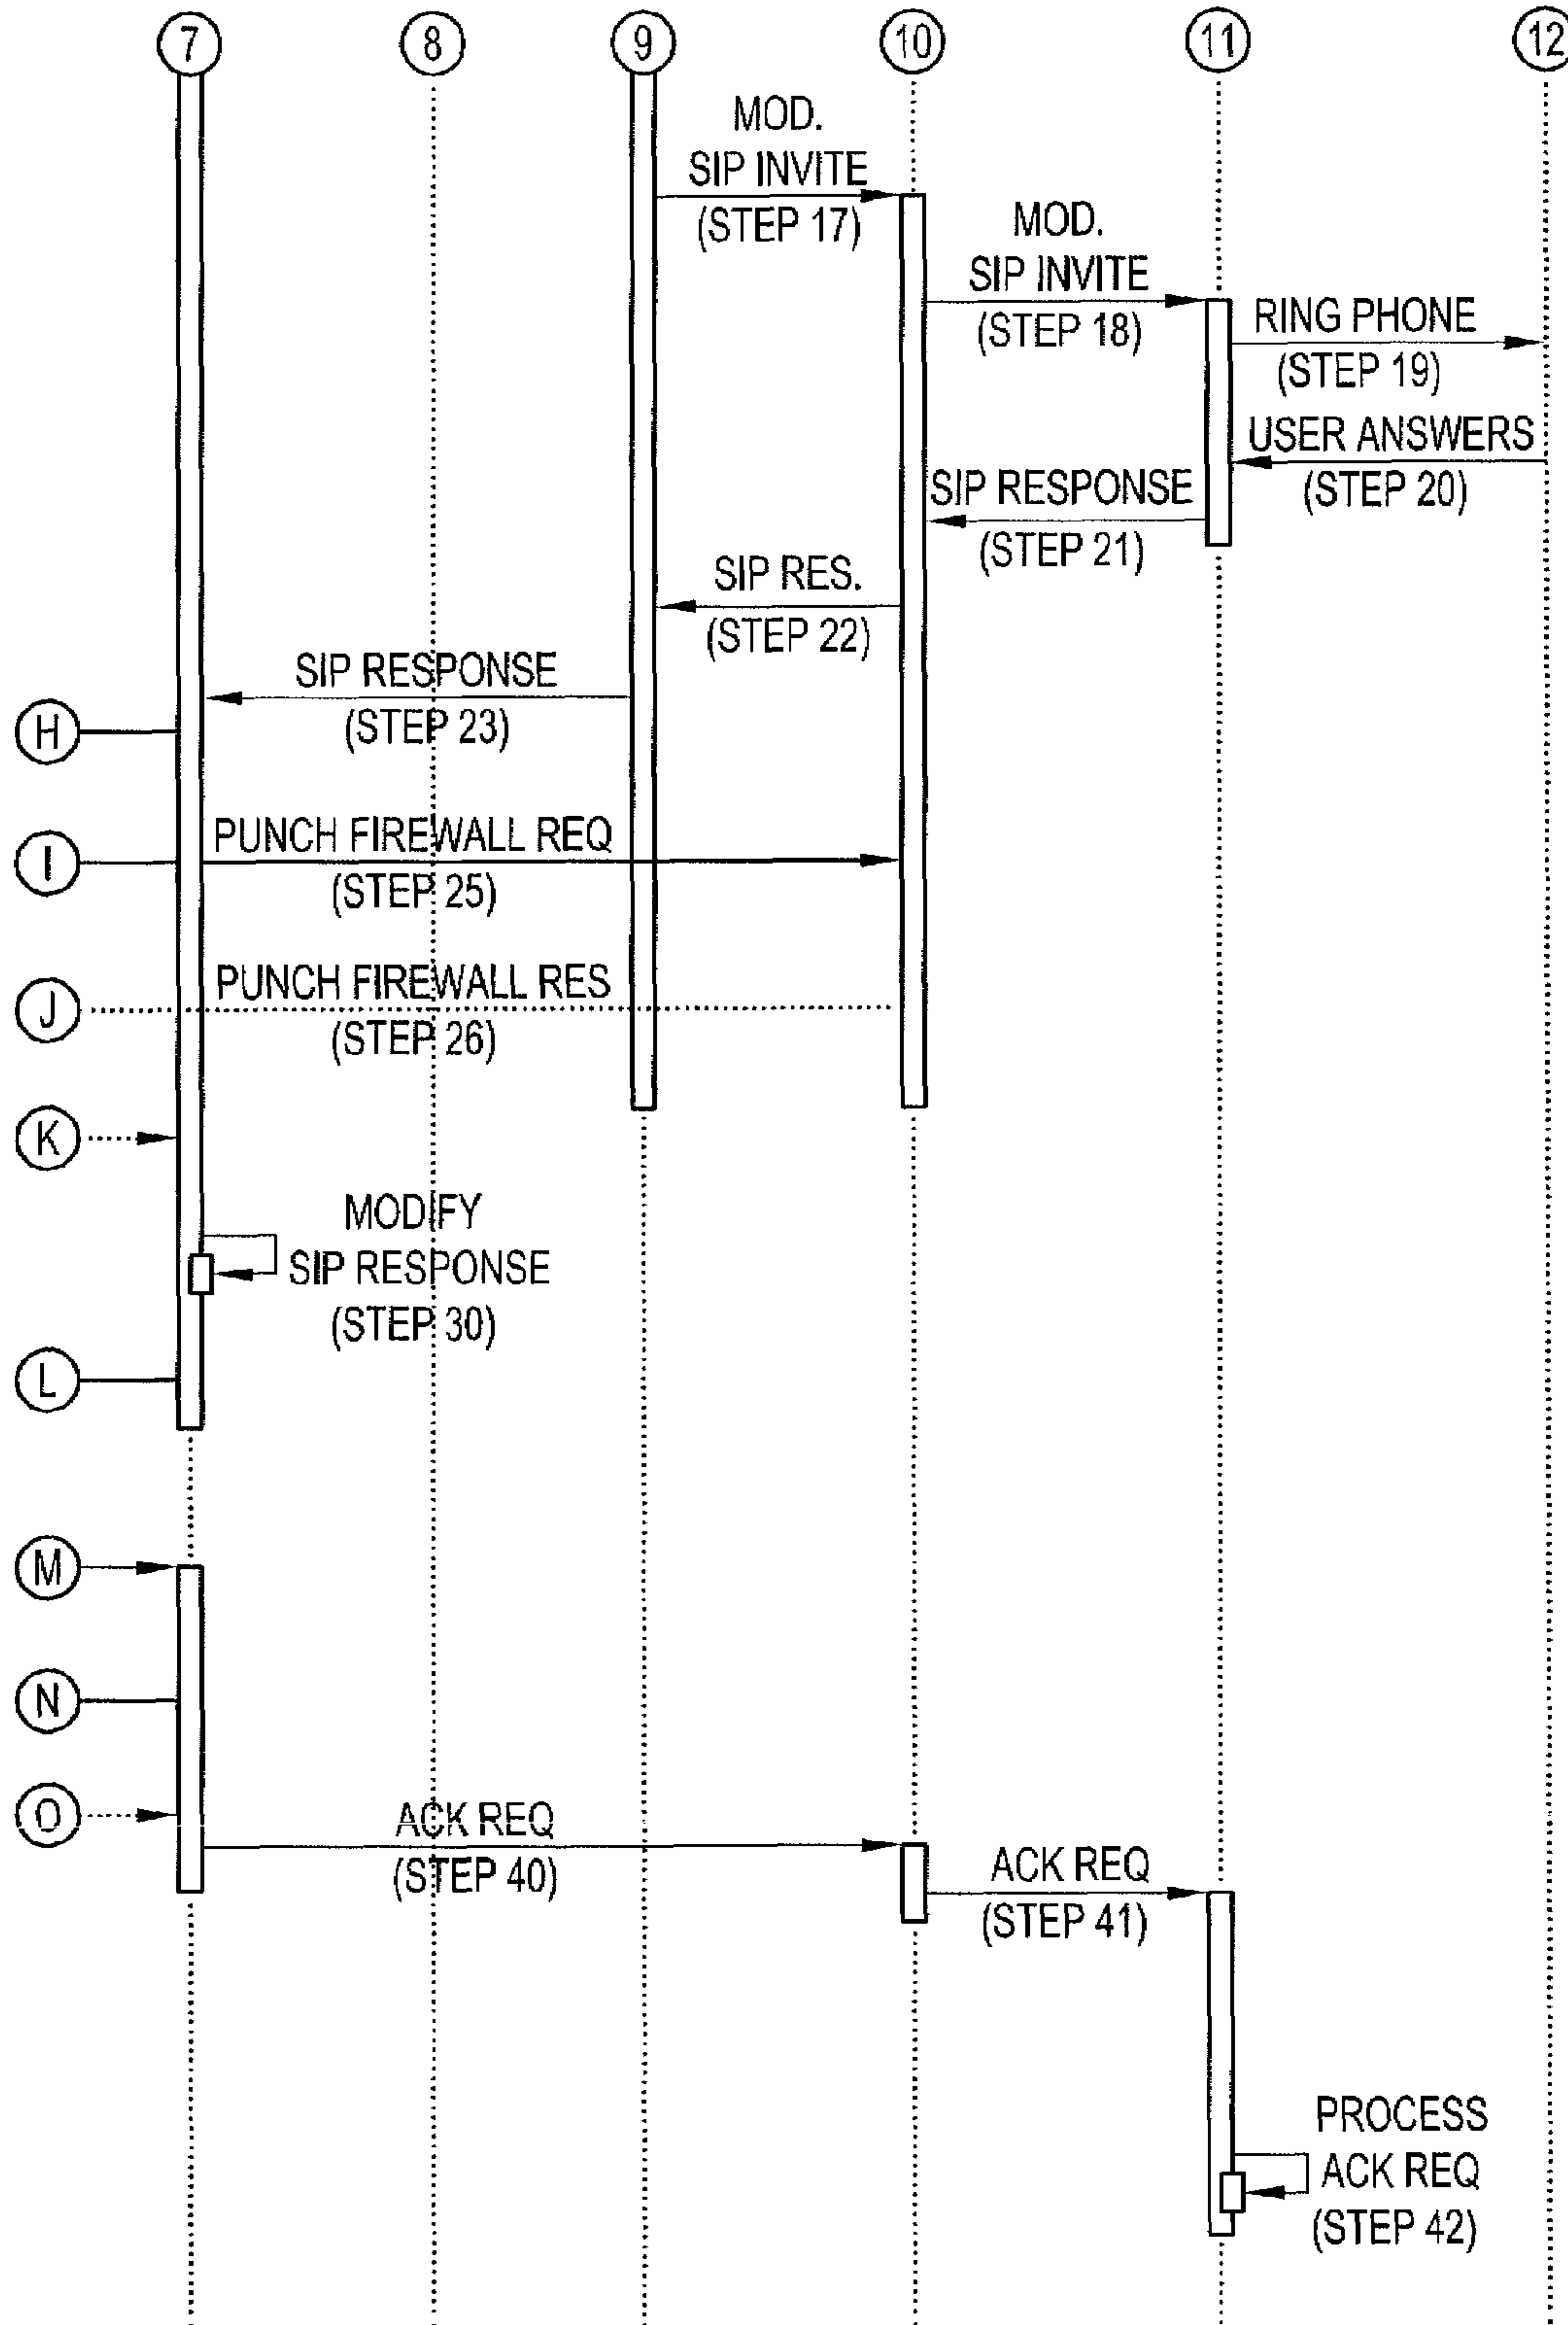 7 8 9 10 11 12
MOD.
SIP INVITE
(STEP 17)
MOD.
SIP INVITE
(STEP 18)
RING PHONE
(STEP 19)
USER ANSWERS
(STEP 20)
SIP RESPONSE
(STEP 21)
SIP RES.
(STEP 22)
SIP RESPONSE
(STEP 23)
H
PUNCH FIREWALL REQ
I
(STEP 25)
PUNCH FIREWALL RES
J
(STEP 26)
K
MODIFY
SIP RESPONSE
(STEP 30)
L
M
N
O
ACK REQ
(STEP 40)
ACK REQ
(STEP 41)
PROCESS
ACK REQ
(STEP 42)